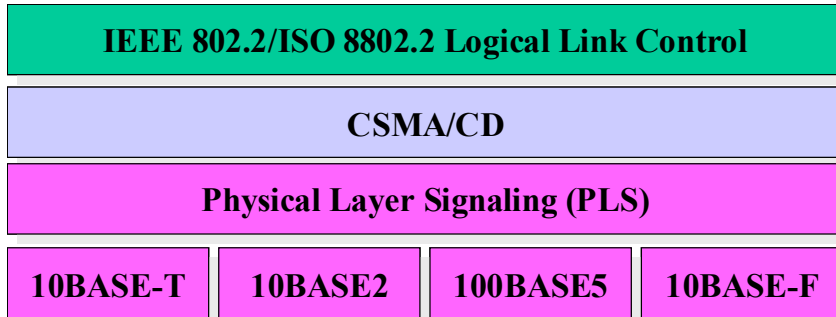 IEEE 802.2/ISO 8802.2 Logical Link Control
CSMA/CD
Physical Layer Signaling (PLS)
10BASE-T 10BASE2 100BASE5 10BASE-F